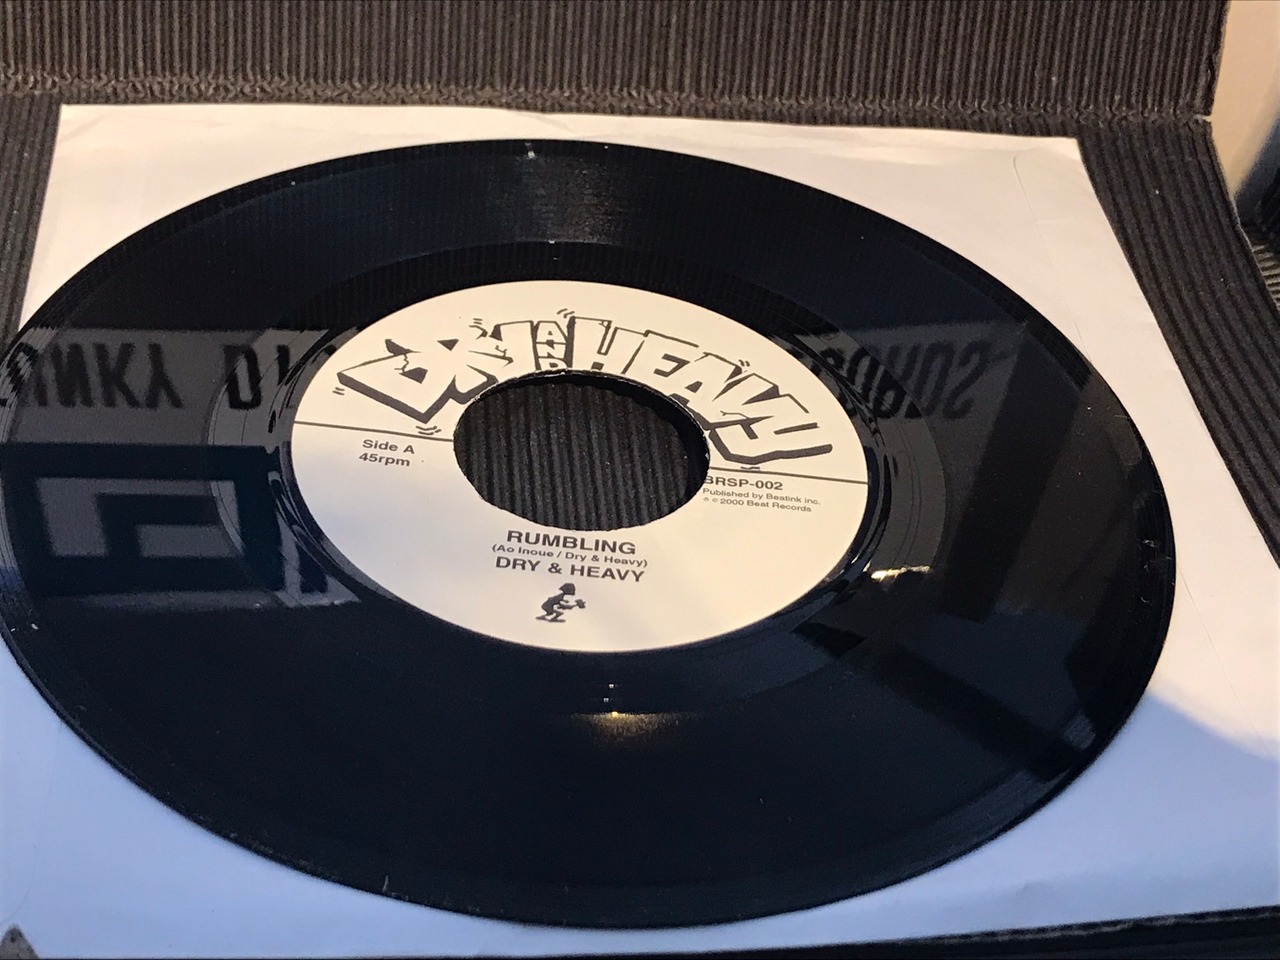 DRY AND HEAVY
Side A
45rpm
BRSP-002
Published by Beatink inc.
℗ © 2000 Beat Records
RUMBLING
(Ao Inoue / Dry & Heavy)
DRY & HEAVY